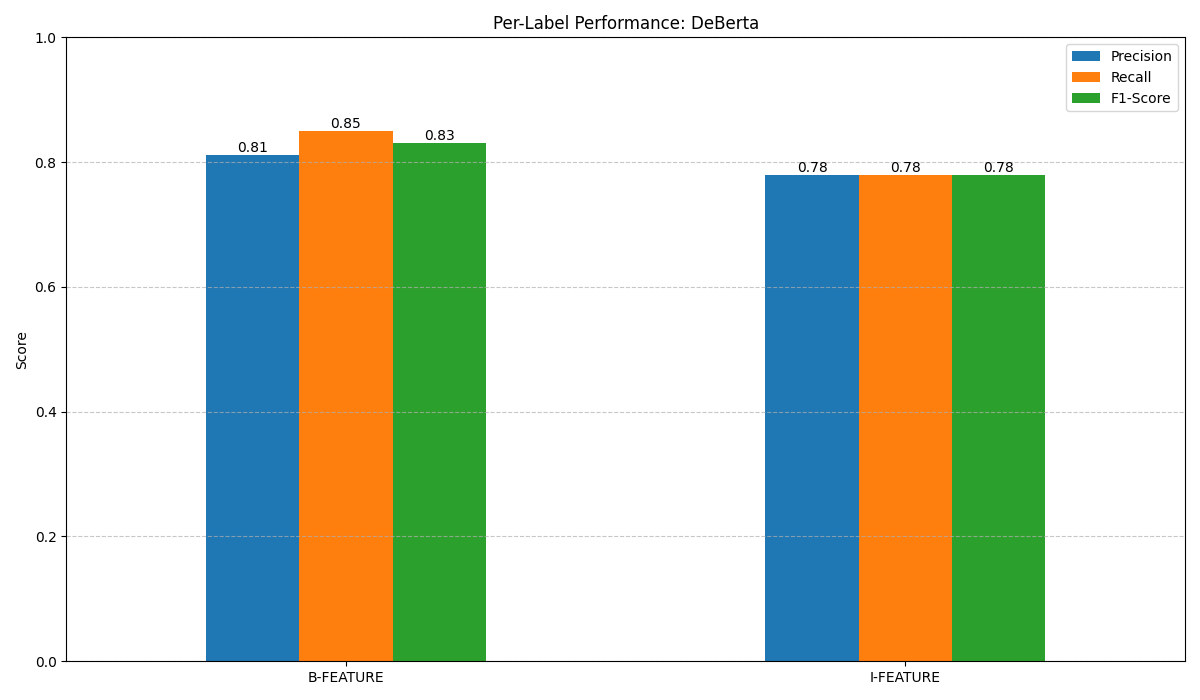 Per-Label Performance: DeBerta
1.0
0.8
0.6
0.4
0.2
0.0
Score
Precision
Recall
F1-Score
0.81
0.85
0.83
0.78
0.78
0.78
B-FEATURE
I-FEATURE